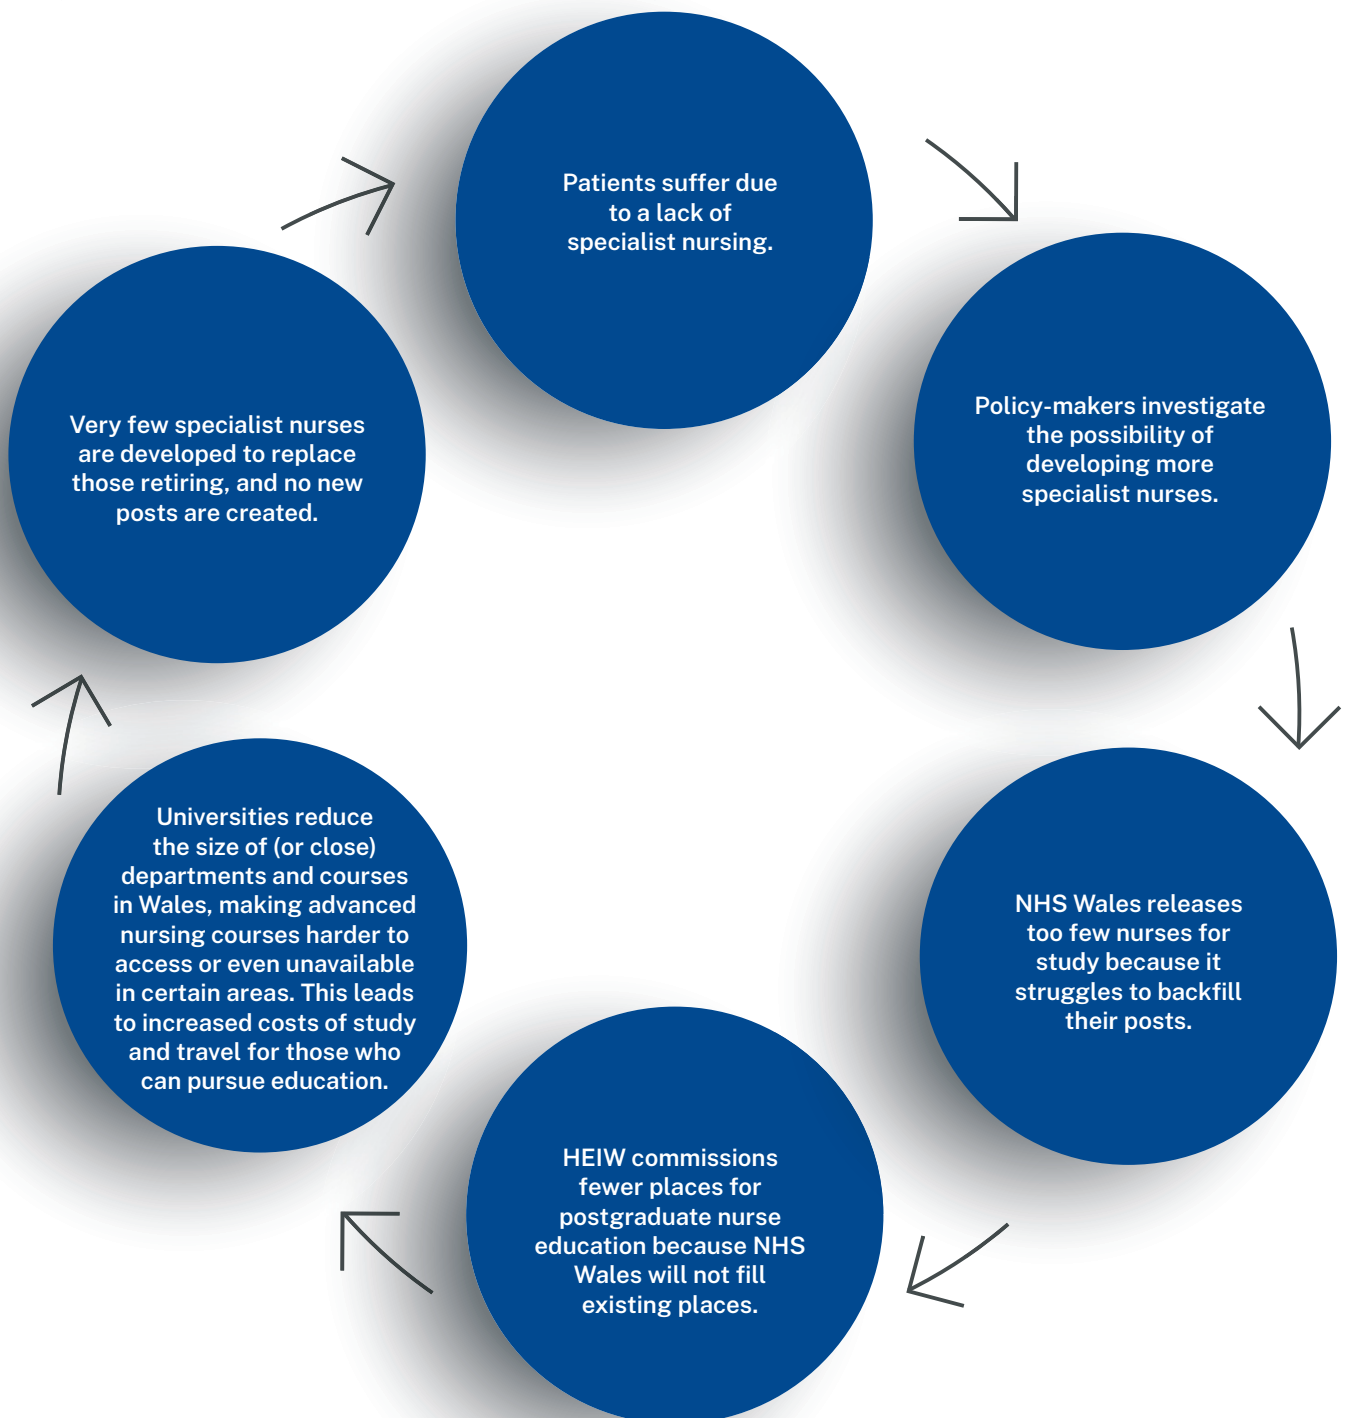 Patients suffer due
to a lack of
specialist nursing.
Policy-makers investigate
the possibility of
developing more
specialist nurses.
NHS Wales releases
too few nurses for
study because it
struggles to backfill
their posts.
HEIW commissions
fewer places for
postgraduate nurse
education because NHS
Wales will not fill
existing places.
Universities reduce
the size of (or close)
departments and courses
in Wales, making advanced
nursing courses harder to
access or even unavailable
in certain areas. This leads
to increased costs of study
and travel for those who
can pursue education.
Very few specialist nurses
are developed to replace
those retiring, and no new
posts are created.